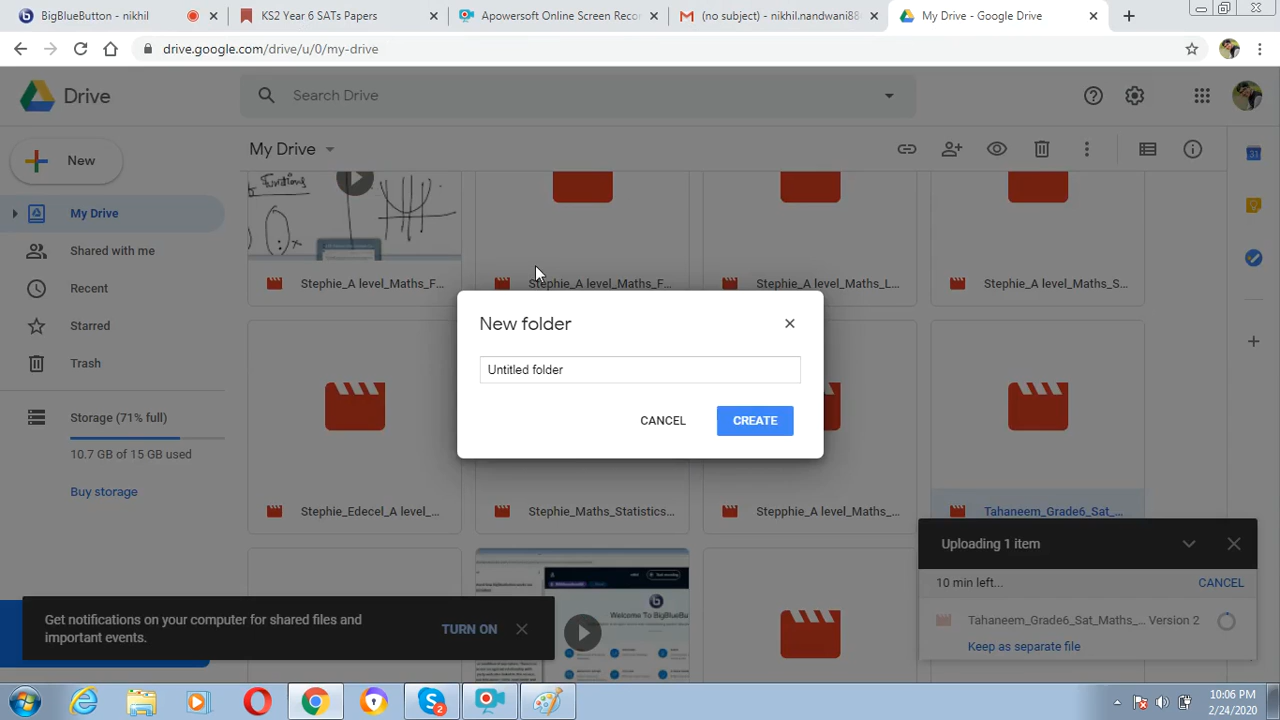 BigBlueButton - nikhil
KS2 Year 6 SATs Papers
Apowersoft Online Screen Reco
(no subject) - nikhil.nandwani88
My Drive - Google Drive
drive.google.com/drive/u/0/my-drive
Drive
Search Drive
New
My Drive
My Drive
Shared with me
Recent
Starred
Trash
Storage (71% full)
10.7 GB of 15 GB used
Buy storage
Stephie_A level_Maths_F...
Stephie_A level_Maths_F...
Stephie_A level_Maths_L...
Stephie_A level_Maths_S...
New folder
Untitled folder
CANCEL
CREATE
Stephie_Edecel_A level_...
Stephie_Maths_Statistics...
Stepphie_A level_Maths_...
Tahaneem_Grade6_Sat_...
Welcome To BigBlueBu
Uploading 1 item
10 min left...
CANCEL
Tahaneem_Grade6_Sat_Maths_... Version 2
Keep as separate file
Get notifications on your computer for shared files and
important events.
TURN ON
31
2
10:06 PM
2/24/2020